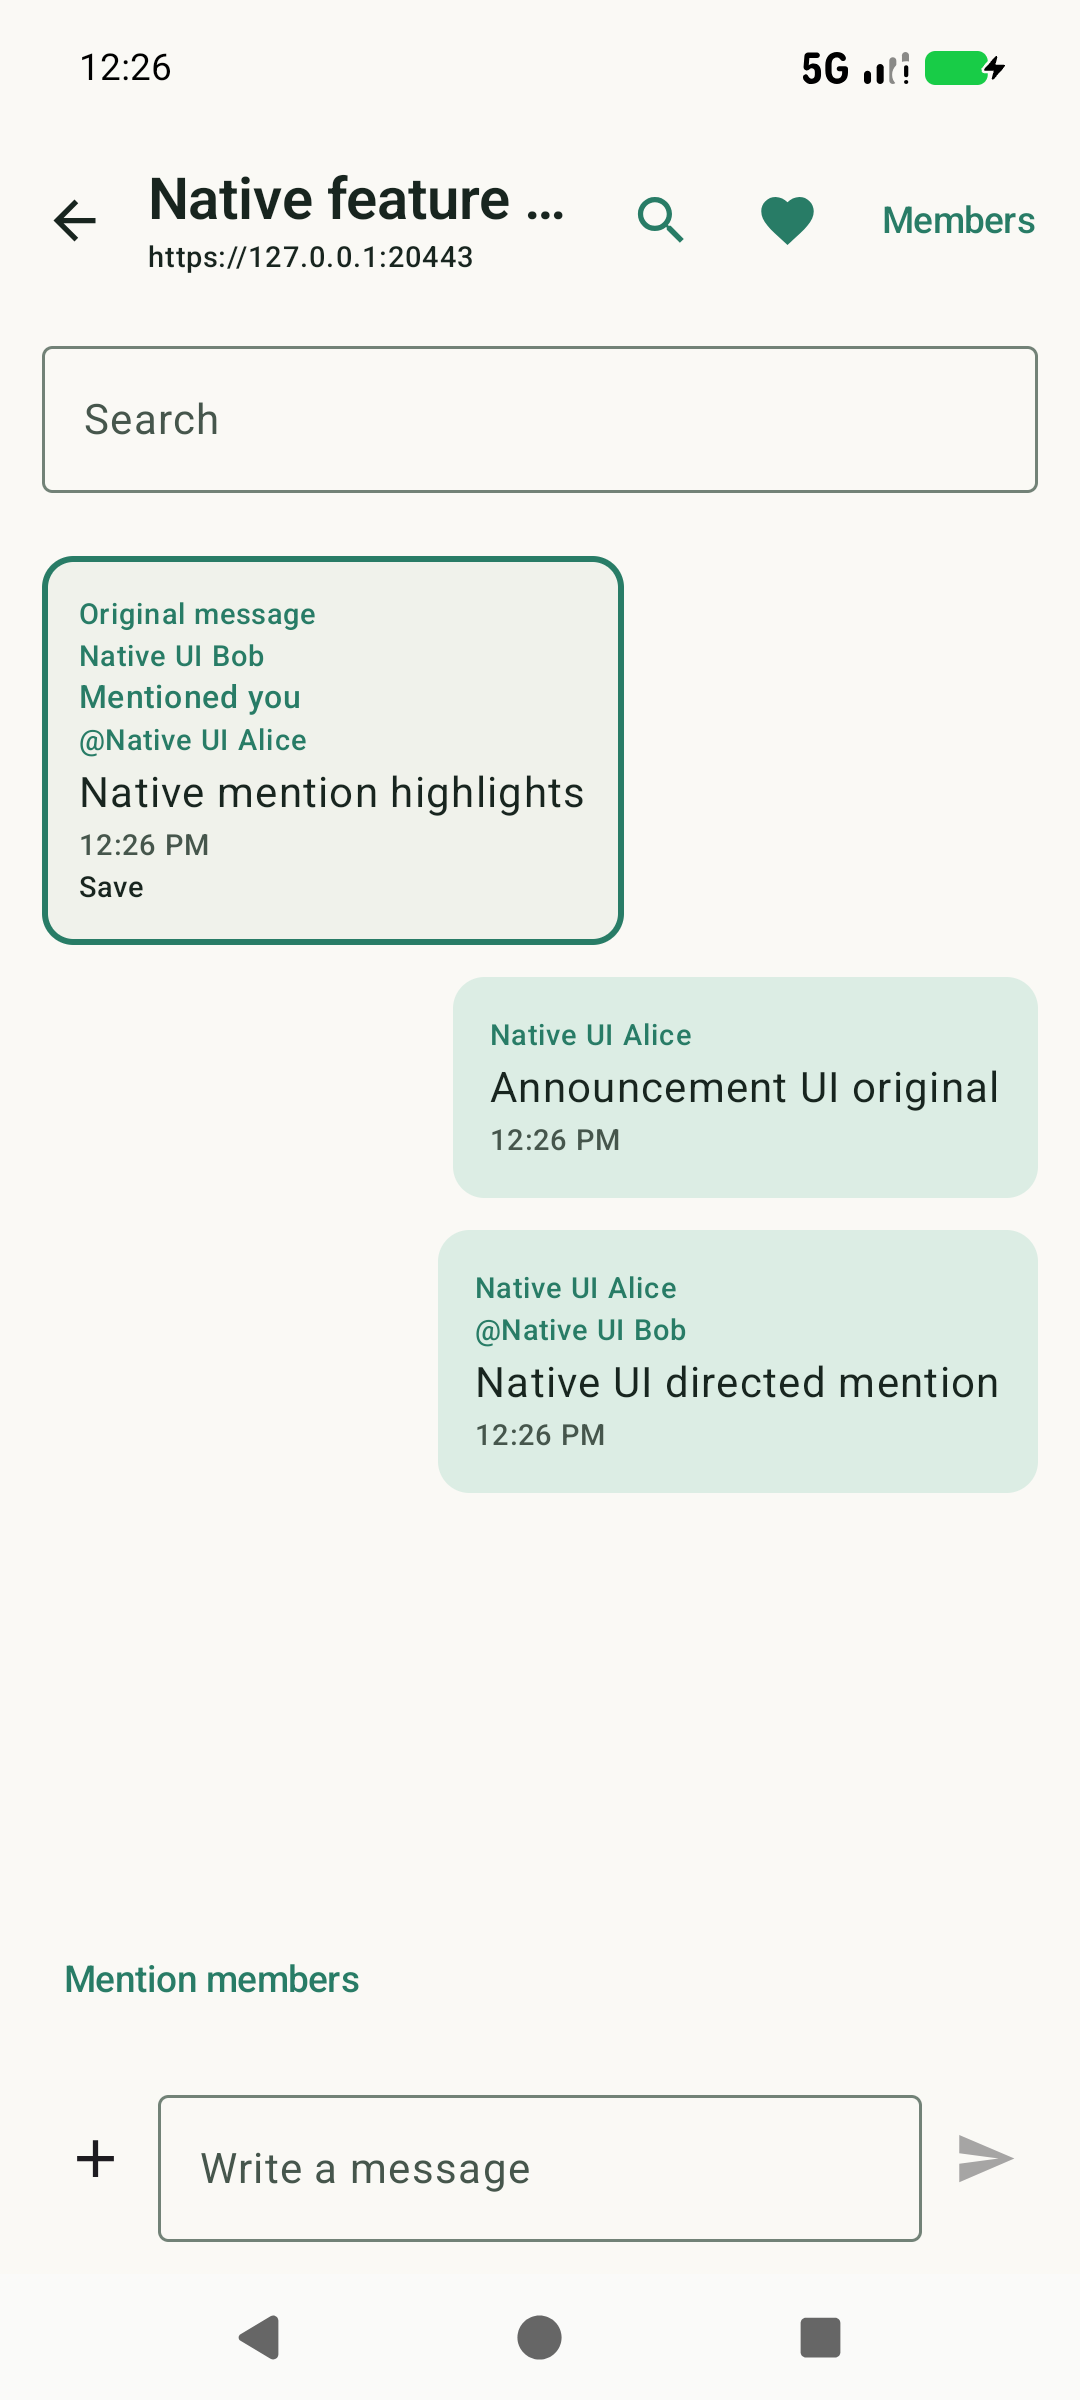 12:26
5G
Native feature ...
https://127.0.0.1:20443
Members
Search
Original message
Native UI Bob
Mentioned you
@Native UI Alice
Native mention highlights
12:26 PM
Save
Native UI Alice
Announcement UI original
12:26 PM
Native UI Alice
@Native UI Bob
Native UI directed mention
12:26 PM
Mention members
Write a message